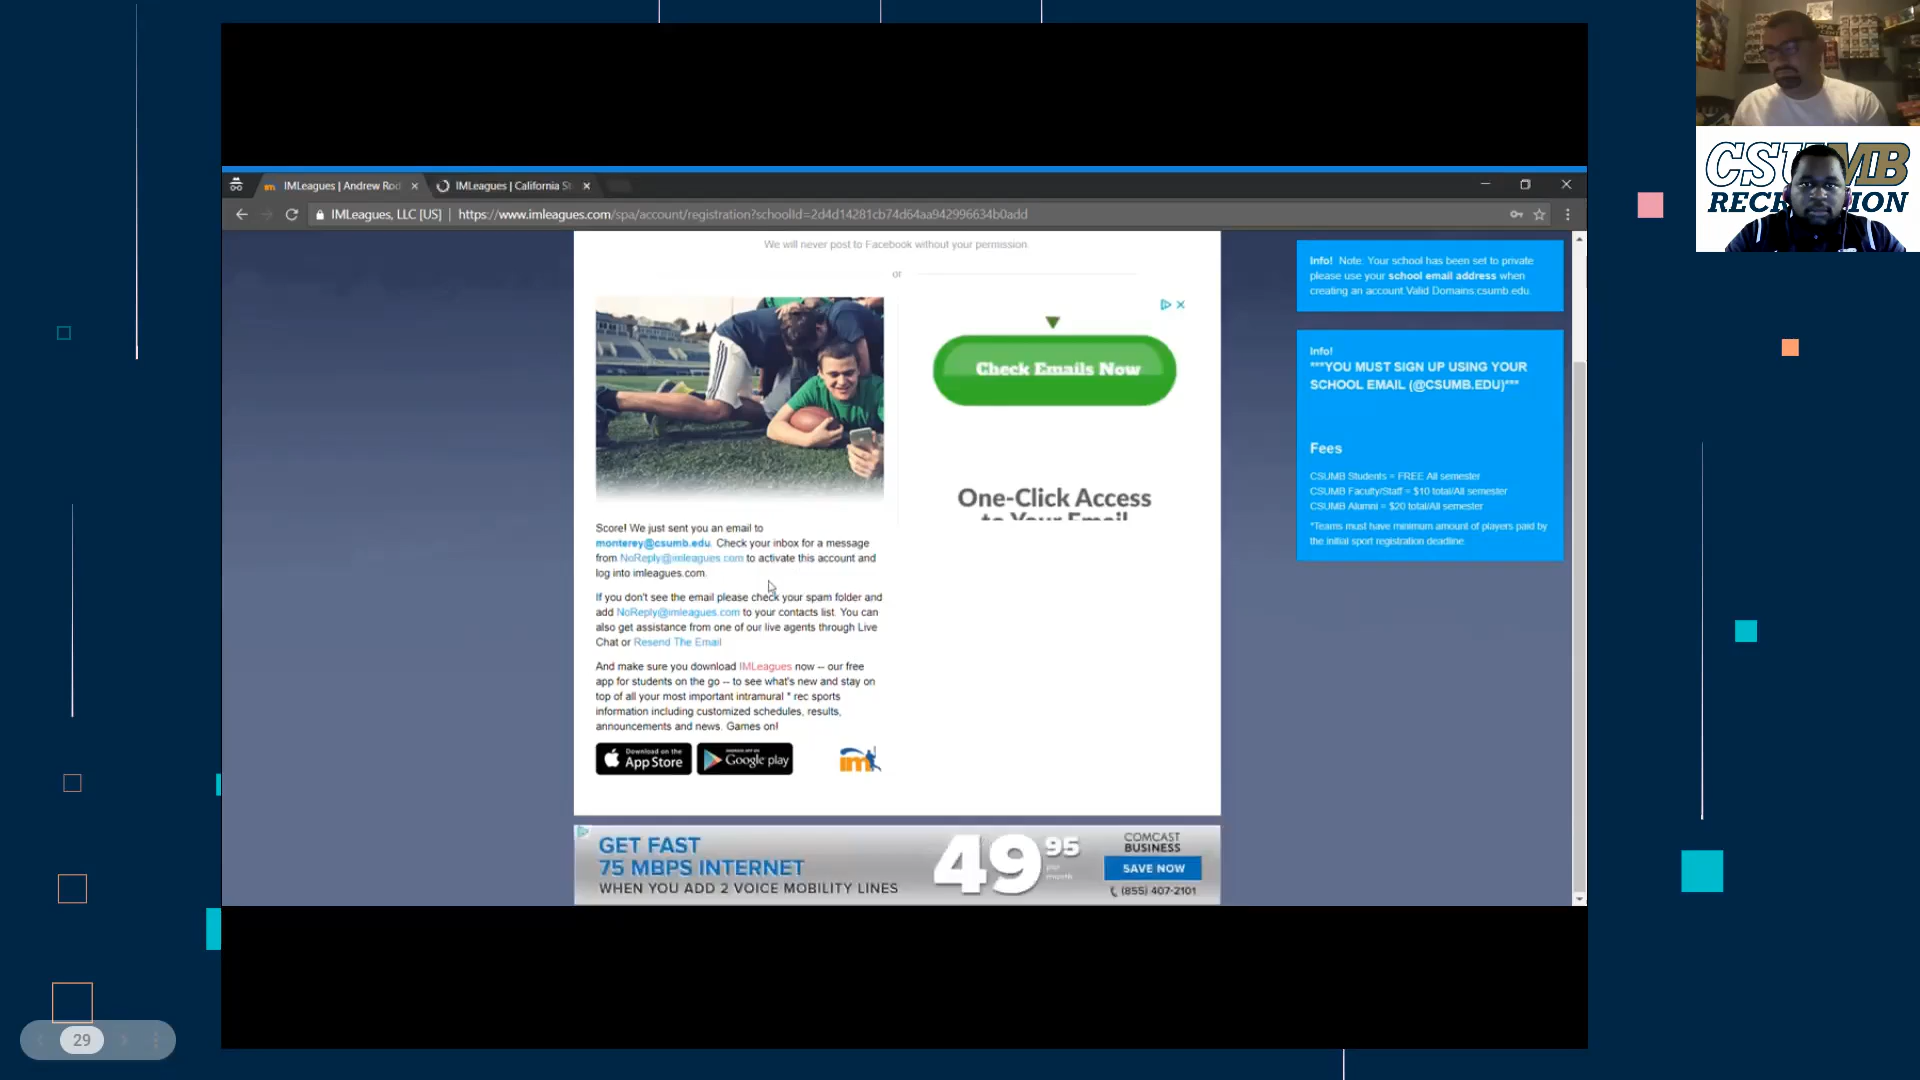 IMLeagues | Andrew Rod
IMLeagues | California St
IMLeagues, LLC [US] | https://www.imleagues.com/spa/account/registration?schoolId=2d4d14281cb74d64aa942996634b0add
We will never post to Facebook without your permission.
or
Check Emails Now
One-Click Access
to Your Email
Score! We just sent you an email to
monterey@csumb.edu. Check your inbox for a message
from NoReply@imleagues.com to activate this account and
log into imleagues.com.
If you don't see the email please check your spam folder and
add NoReply@imleagues.com to your contacts list. You can
also get assistance from one of our live agents through Live
Chat or Resend The Email
And make sure you download IMLeagues now -- our free
app for students on the go -- to see what's new and stay on
top of all your most important intramural * rec sports
information including customized schedules, results,
announcements and news. Games on!
Download on the
App Store
Google play
im
Info! Note: Your school has been set to private
please use your school email address when
creating an account.Valid Domains:csumb.edu.
Info!
***YOU MUST SIGN UP USING YOUR
SCHOOL EMAIL (@CSUMB.EDU)***
Fees
CSUMB Students = FREE All semester
CSUMB Faculty/Staff = $10 total/All semester
CSUMB Alumni = $20 total/All semester
*Teams must have minimum amount of players paid by
the initial sport registration deadline.
GET FAST
75 MBPS INTERNET
WHEN YOU ADD 2 VOICE MOBILITY LINES
49 95
per
month
COMCAST
BUSINESS
SAVE NOW
(855) 407-2101
CSUMB
29